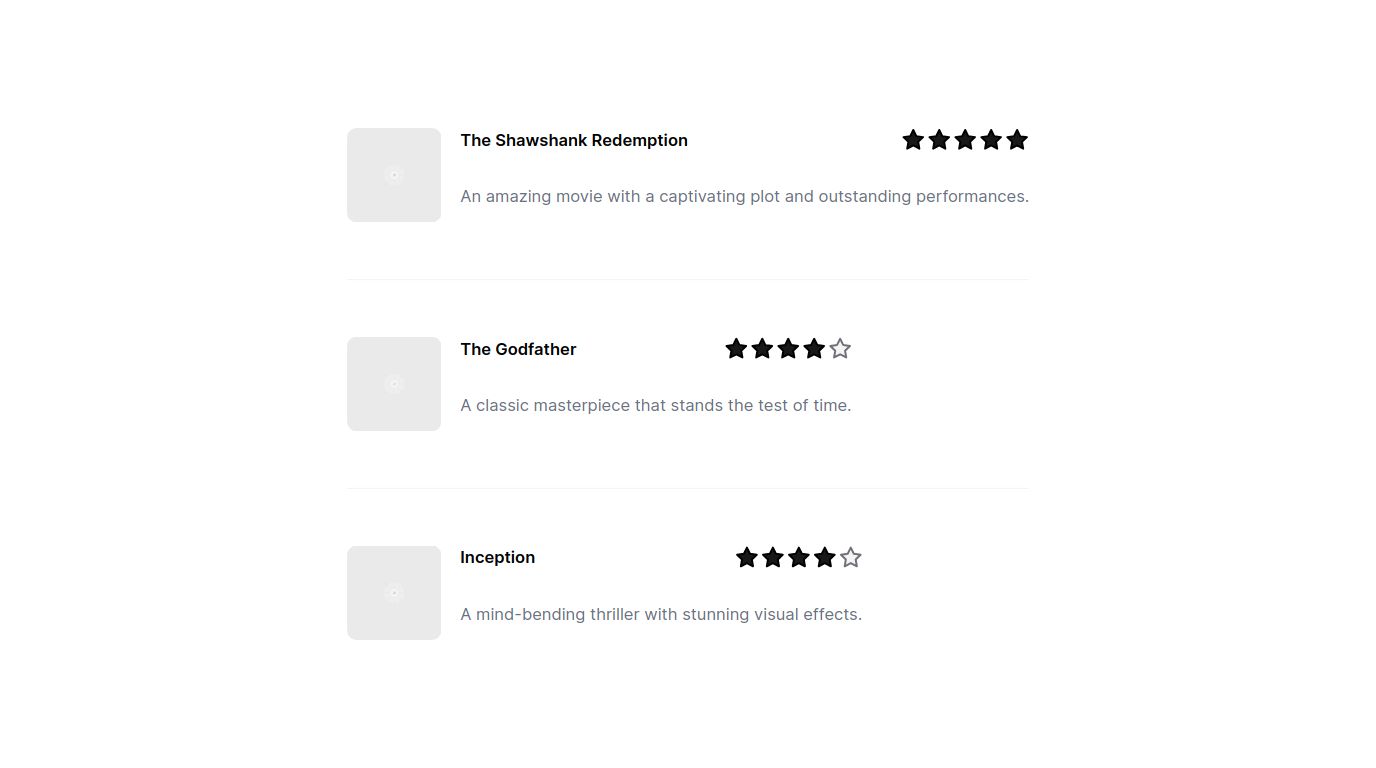 The Shawshank Redemption
An amazing movie with a captivating plot and outstanding performances.
The Godfather
A classic masterpiece that stands the test of time.
Inception
A mind-bending thriller with stunning visual effects.